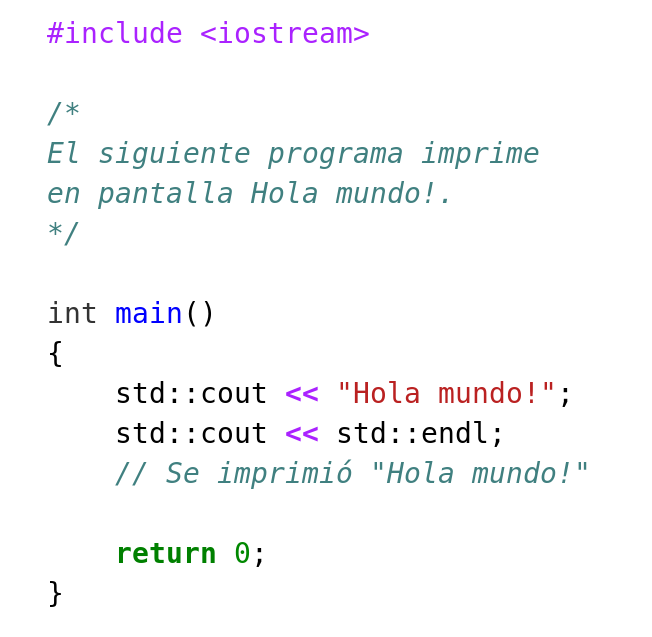 #include <iostream>

/*
El siguiente programa imprime
en pantalla Hola mundo!.
*/

int main()
{
    std::cout << "Hola mundo!";
    std::cout << std::endl;
    // Se imprimió "Hola mundo!"

    return 0;
}